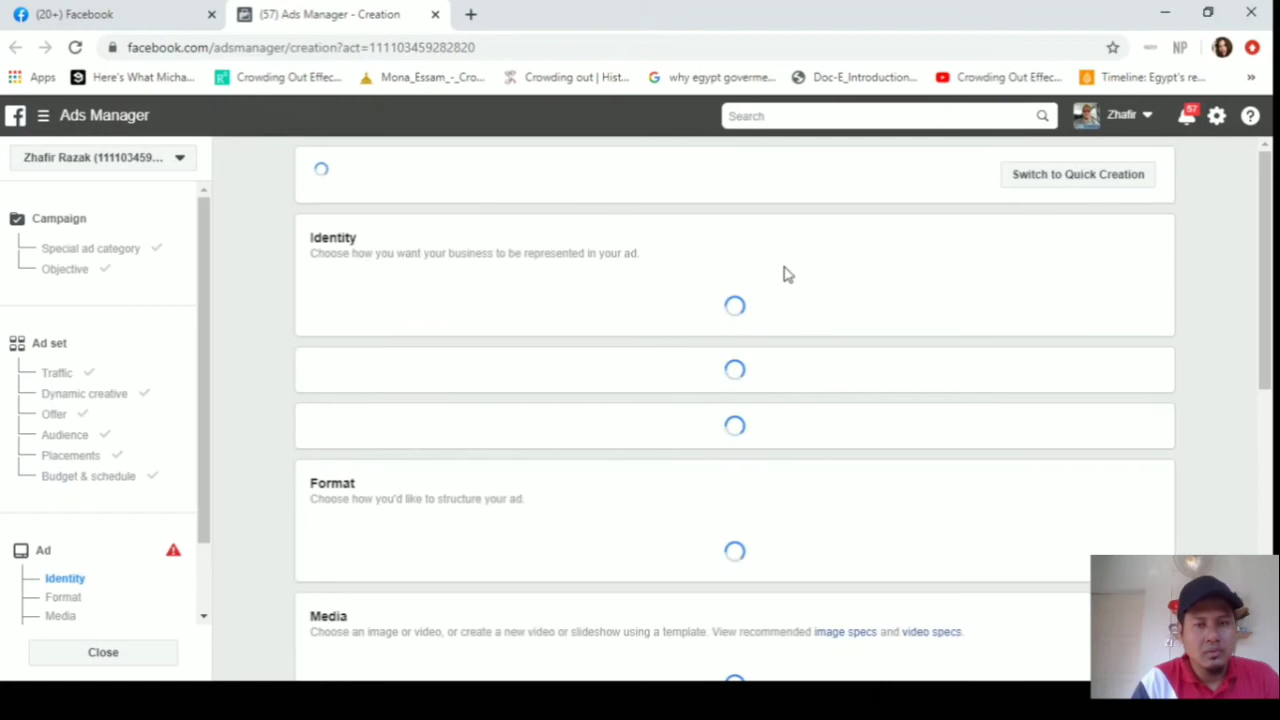 (20+) Facebook
(57) Ads Manager - Creation
facebook.com/adsmanager/creation?act=111103459282820
NP
Apps
Here's What Micha...
Crowding Out Effec...
Mona_Essam_-_Cro...
Crowding out | Hist...
why egypt governme...
Doc-E_Introduction...
Crowding Out Effec...
Timeline: Egypt's re...
»
Ads Manager
Search
Zhafir
57
Zhafir Razak (111103459...
Switch to Quick Creation
Campaign
Special ad category
Objective
Ad set
Traffic
Dynamic creative
Offer
Audience
Placements
Budget & schedule
Ad
Identity
Format
Media
Close
Identity
Choose how you want your business to be represented in your ad.
Format
Choose how you'd like to structure your ad.
Media
Choose an image or video, or create a new video or slideshow using a template. View recommended image specs and video specs.